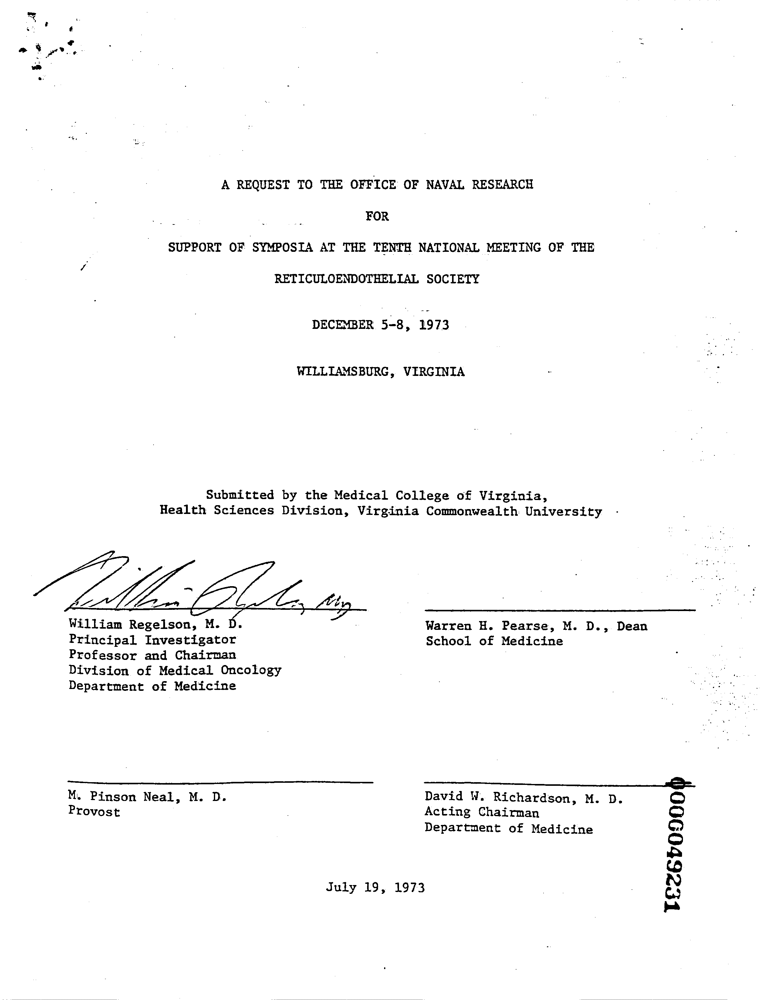 A REQUEST TO THE OFFICE OF NAVAL RESEARCH
FOR
SUPPORT OF SYMPOSIA AT THE TENTH NATIONAL MEETING OF THE
RETICULOENDOTHELIAL SOCIETY
DECEMBER 5-8, 1973
WILLIAMSBURG, VIRGINIA
Submitted by the Medical College of Virginia,
Health Sciences Division, Virginia Commonwealth University
William Regelson, M. D.
Principal Investigator
Professor and Chairman
Division of Medical Oncology
Department of Medicine
Warren H. Pearse, M. D., Dean
School of Medicine
M. Pinson Neal, M. D.
Provost
David W. Richardson, M. D.
Acting Chairman
Department of Medicine
July 19, 1973
000G049231